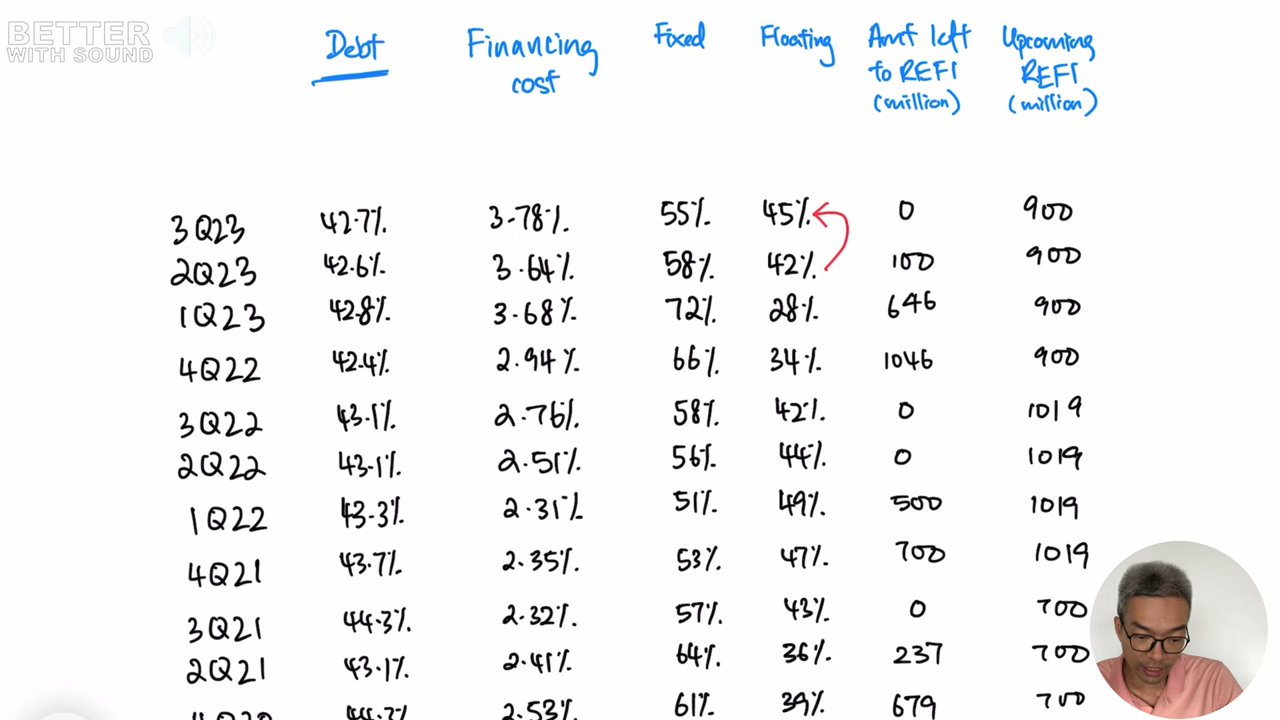 BETTER
WITH SOUND
Debt Financing cost Fixed Floating Amt left to REFI (million) Upcoming REFI (million)
3Q23 42.7% 3.78% 55% 45% 0 900
2Q23 42.6% 3.64% 58% 42% 100 900
1Q23 42.8% 3.68% 72% 28% 646 900
4Q22 42.4% 2.94% 66% 34% 1046 900
3Q22 43.1% 2.76% 58% 42% 0 1019
2Q22 43.1% 2.51% 56% 44% 0 1019
1Q22 43.3% 2.31% 51% 49% 500 1019
4Q21 43.7% 2.35% 53% 47% 700 1019
3Q21 44.3% 2.32% 57% 43% 0 700
2Q21 43.1% 2.41% 64% 36% 237 700
2.53% 61% 39% 679 700